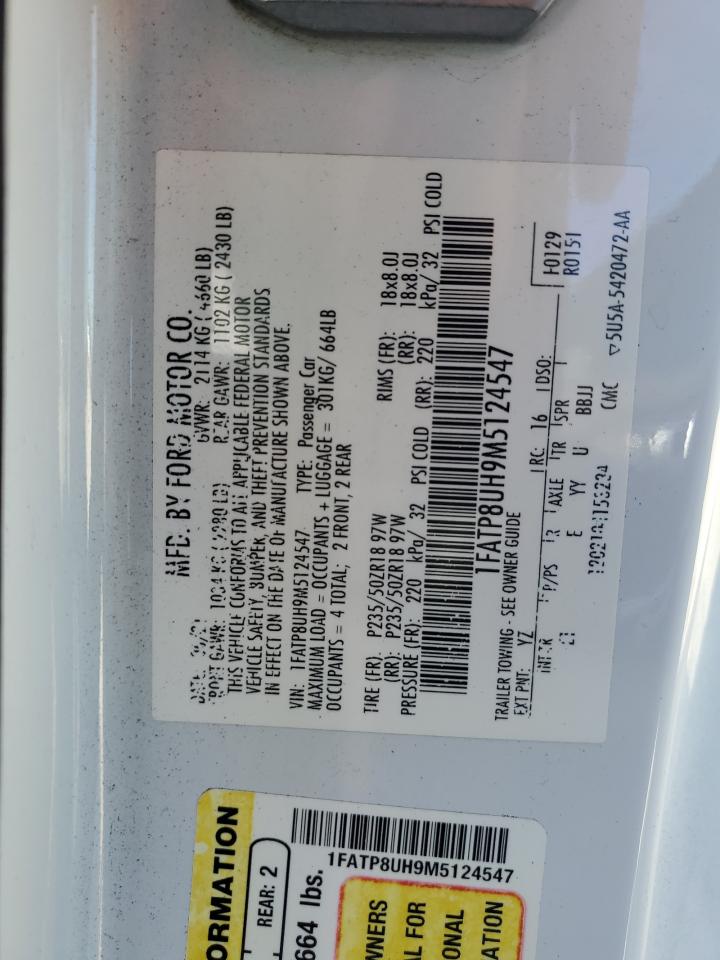 MFD. BY FORD MOTOR CO.
GVWR: 2114 KG ( 4660 LB)
REAR GAWR: 1102 KG ( 2430 LB)
THIS VEHICLE CONFORMS TO ALL APPLICABLE FEDERAL MOTOR
VEHICLE SAFETY, BUMPER, AND THEFT PREVENTION STANDARDS
IN EFFECT ON THE DATE OF MANUFACTURE SHOWN ABOVE.
VIN: 1FATP8UH9M5124547 TYPE: Passenger Car
MAXIMUM LOAD = OCCUPANTS + LUGGAGE = 301KG/ 664LB
OCCUPANTS = 4 TOTAL; 2 FRONT, 2 REAR
TIRE (FR): P235/50ZR18 97W RIMS (FR): 18x8.0J
(RR): P235/50ZR18 97W (RR): 18x8.0J
PRESSURE (FR): 220 kPa/ 32 PSI COLD (RR): 220 kPa/ 32 PSI COLD
1FATP8UH9M5124547
TRAILER TOWING - SEE OWNER GUIDE
EXT PNT: YZ RC: 16 DSO: F0129
R0151
INT TR TP/PS R AXLE TR SPR
E YY U BBJJ
CMC ▽5U5A-5420472-AA
ORMATION
REAR: 2
664 lbs.
1FATP8UH9M5124547
WNERS
AL FOR
ONAL
ATION